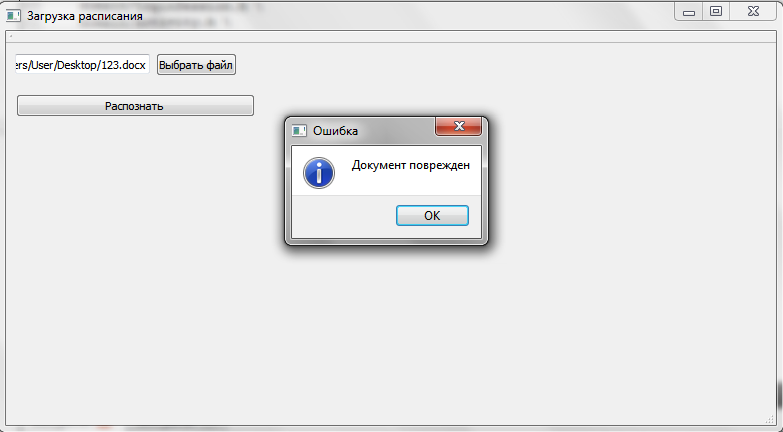 Загрузка расписания
ers/User/Desktop/123.docx
Выбрать файл
Распознать
Ошибка
Документ поврежден
OK